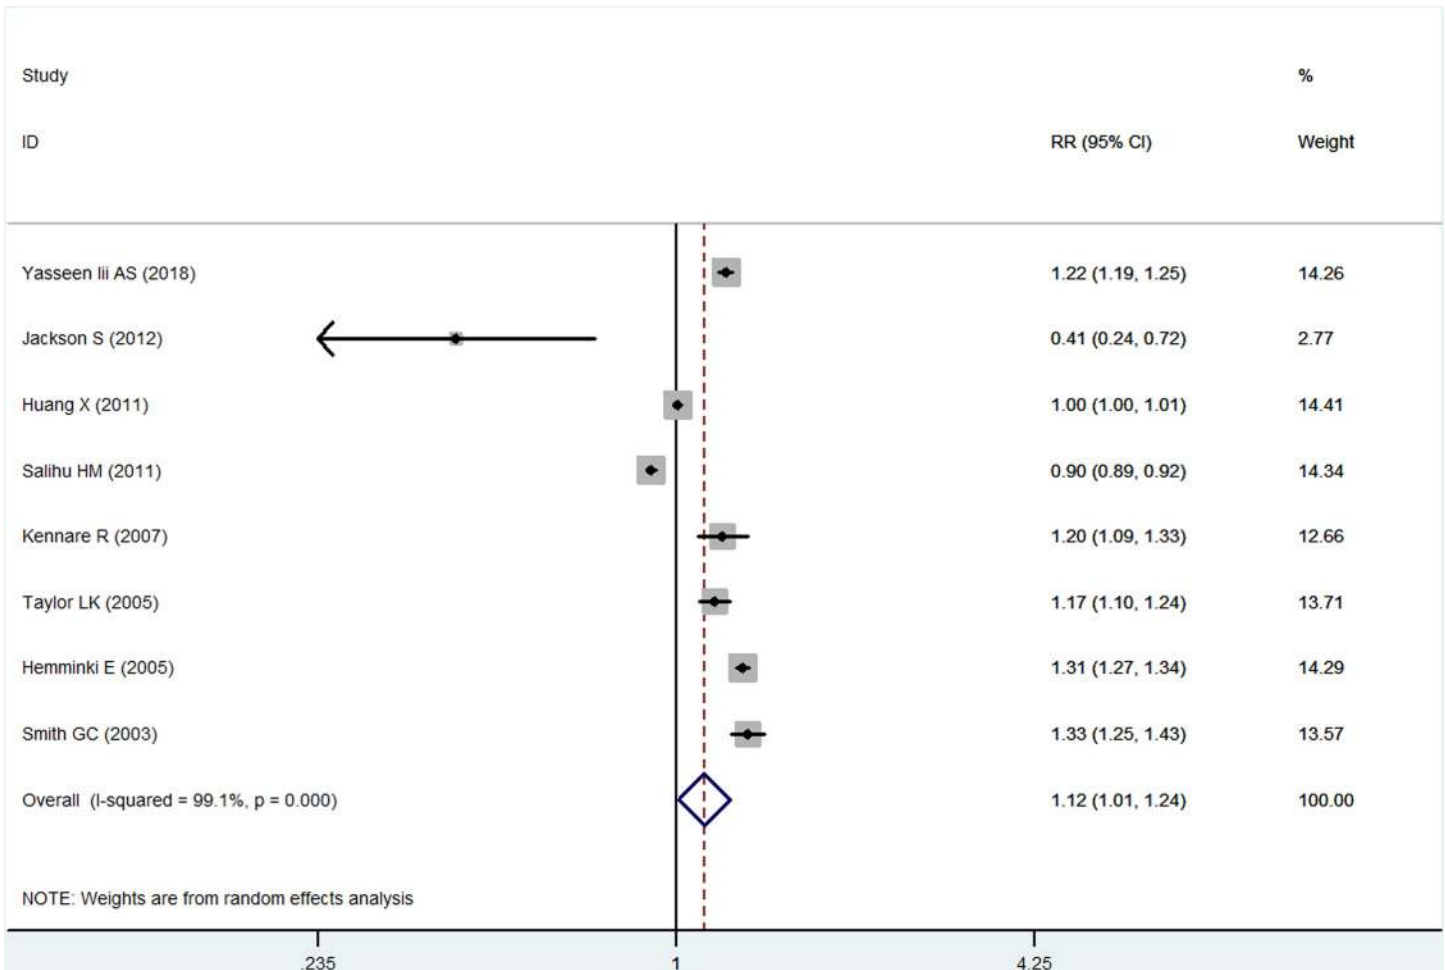 Study %
ID RR (95% CI) Weight
Yasseen Iii AS (2018) 1.22 (1.19, 1.25) 14.26
Jackson S (2012) 0.41 (0.24, 0.72) 2.77
Huang X (2011) 1.00 (1.00, 1.01) 14.41
Salihu HM (2011) 0.90 (0.89, 0.92) 14.34
Kennare R (2007) 1.20 (1.09, 1.33) 12.66
Taylor LK (2005) 1.17 (1.10, 1.24) 13.71
Hemminki E (2005) 1.31 (1.27, 1.34) 14.29
Smith GC (2003) 1.33 (1.25, 1.43) 13.57
Overall (I-squared = 99.1%, p = 0.000) 1.12 (1.01, 1.24) 100.00
NOTE: Weights are from random effects analysis
.235 1 4.25